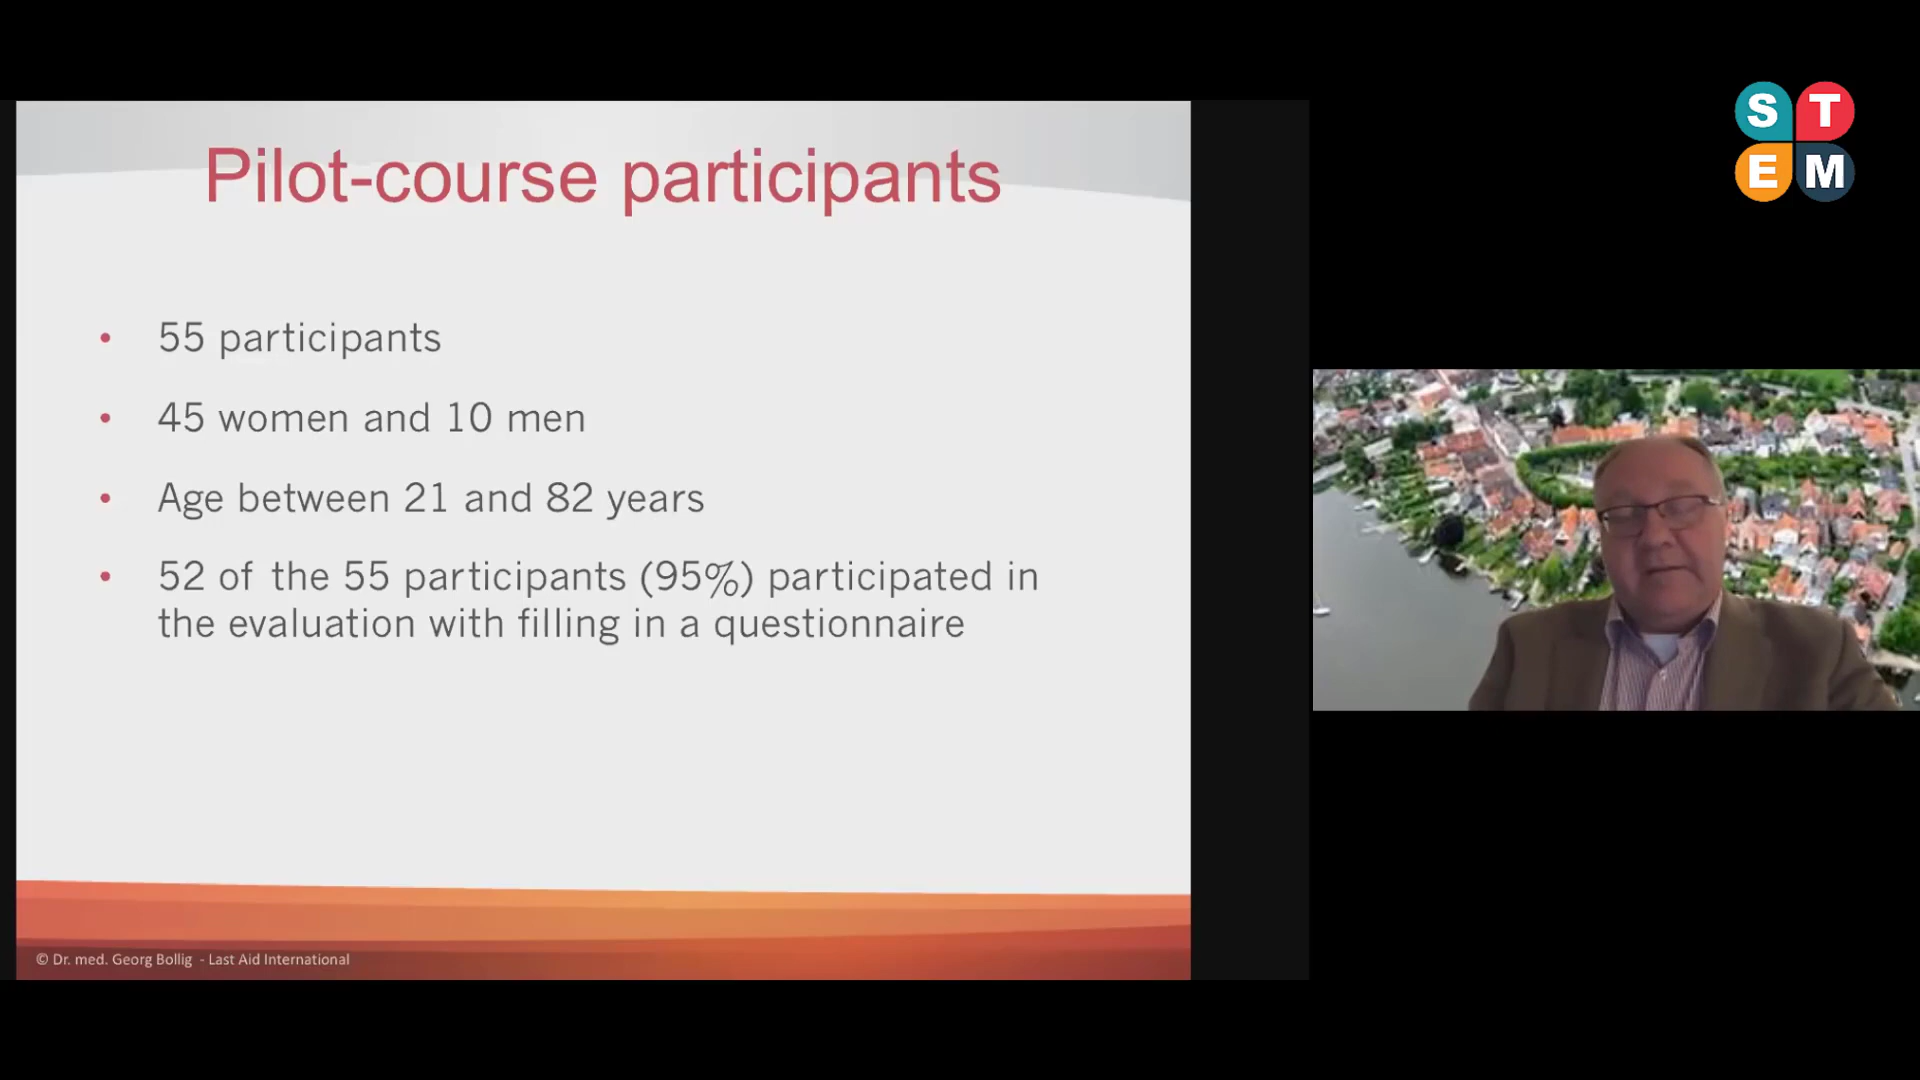 Pilot-course participants
• 55 participants
• 45 women and 10 men
• Age between 21 and 82 years
• 52 of the 55 participants (95%) participated in
the evaluation with filling in a questionnaire
© Dr. med. Georg Bollig - Last Aid International
S T
E M